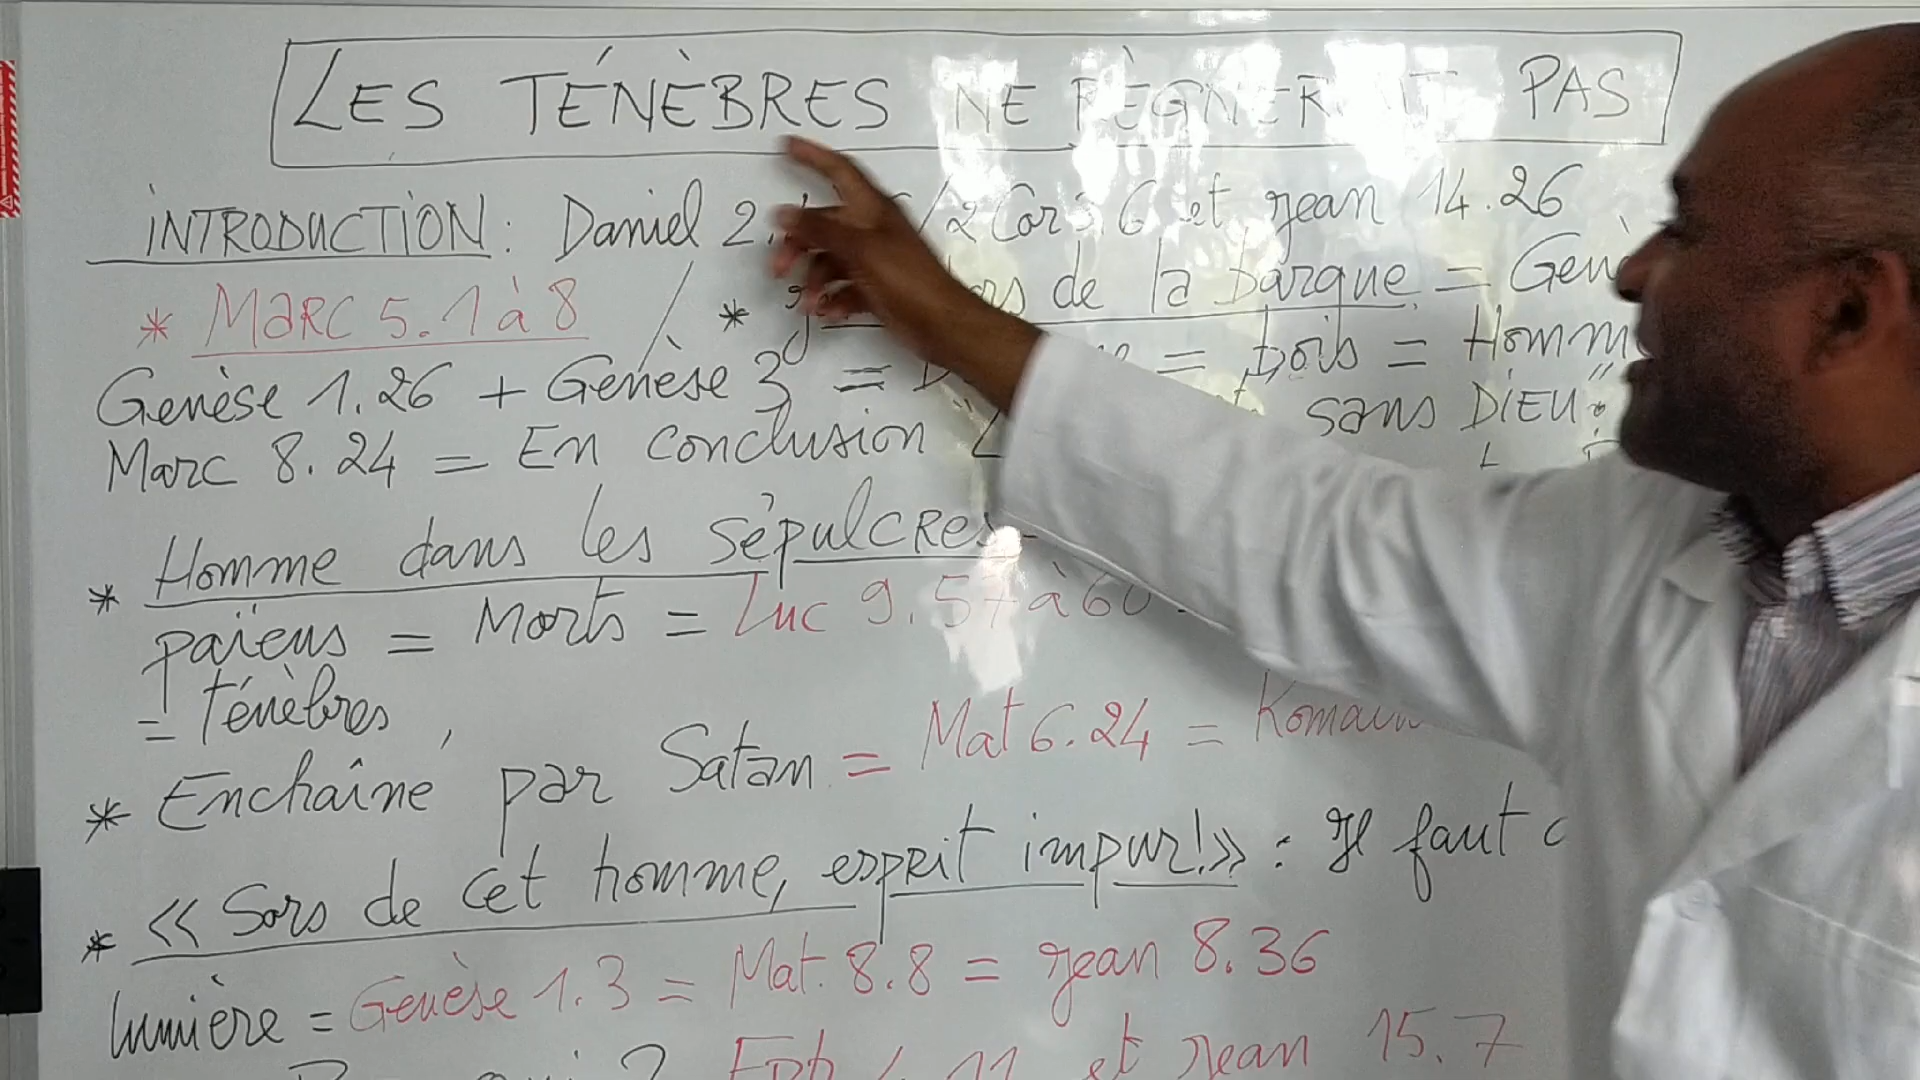 LES TÉNÈBRES NE RÈGNERONT PAS
INTRODUCTION: Daniel 2. /2 Cor 3.6 et jean 14.26
* MARC 5.1 à 8 / * de la barque = Gen
Genèse 1.26 + Genèse 3 = = bois = Homm
Marc 8.24 = En conclusion sans DIEU"
* Homme dans les sépulcres
païens = Morts = Luc 9.57 à 60
= ténèbres
* Enchaîné par Satan = Mat 6.24 = Romain
* << Sors de cet homme, esprit impur!>> : Il faut
lumière = Genèse 1.3 = Mat. 8.8 = jean 8.36
et jean 15.7